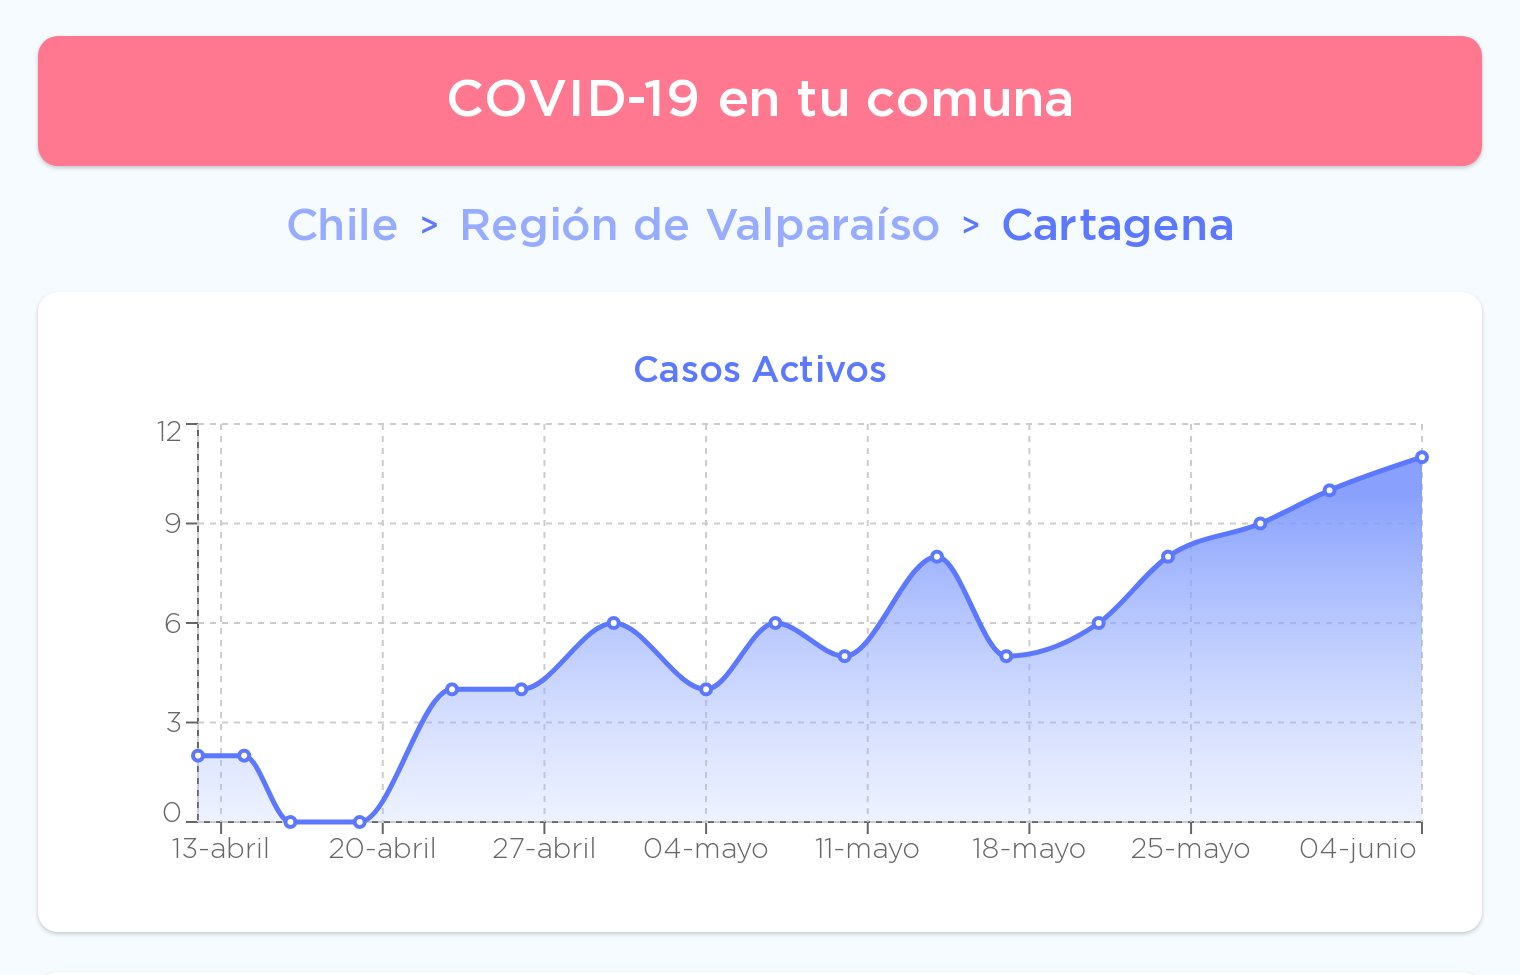 COVID-19 en tu comuna
Chile > Región de Valparaíso > Cartagena
Casos Activos
12
9
6
3
0
13-abril 20-abril 27-abril 04-mayo 11-mayo 18-mayo 25-mayo 04-junio